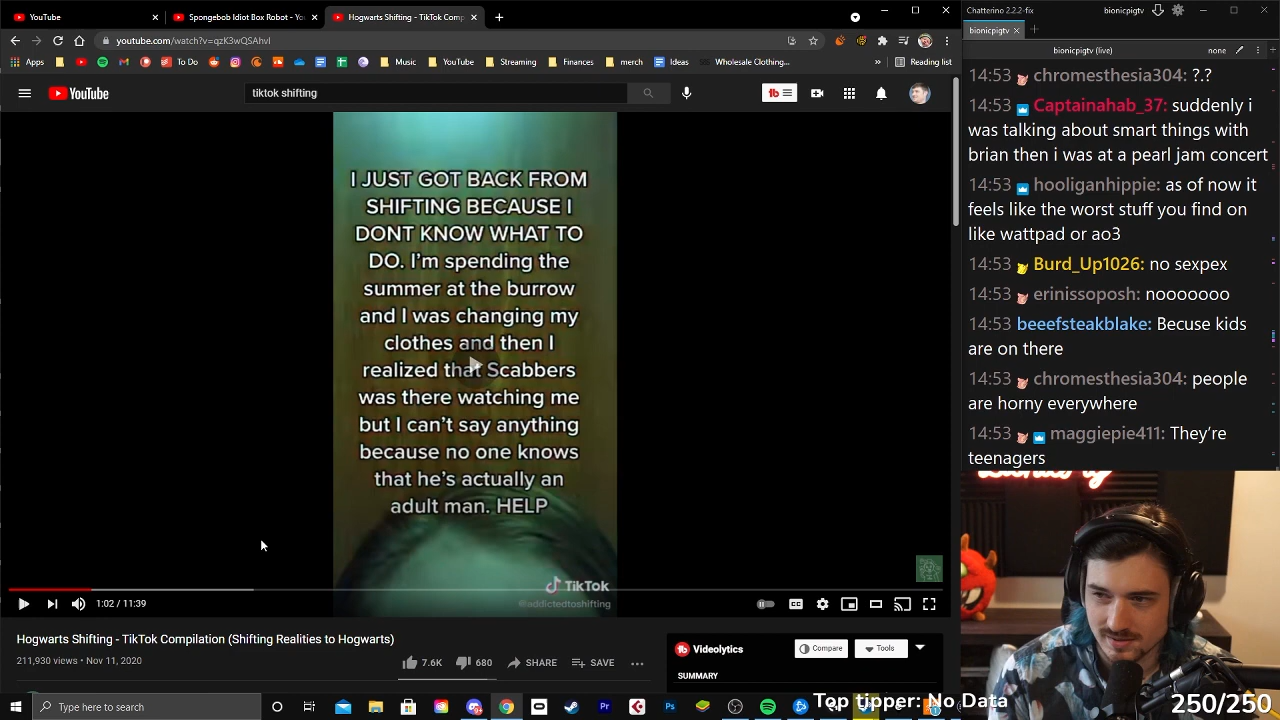 YouTube
Spongebob Idiot Box Robot - Yo
Hogwarts Shifting - TikTok Comp
youtube.com/watch?v=qzK3wQSAhvI
Apps
To Do
Music
YouTube
Streaming
Finances
merch
Ideas
Wholesale Clothing...
Reading list
YouTube
tiktok shifting
I JUST GOT BACK FROM
SHIFTING BECAUSE I
DONT KNOW WHAT TO
DO. I'm spending the
summer at the burrow
and I was changing my
clothes and then I
realized that Scabbers
was there watching me
but I can't say anything
because no one knows
that he's actually an
adult man. HELP
TikTok
@addictedtoshifting
1:02 / 11:39
Hogwarts Shifting - TikTok Compilation (Shifting Realities to Hogwarts)
211,930 views • Nov 11, 2020
7.6K
680
SHARE
SAVE
Videolytics
Compare
Tools
SUMMARY
Type here to search
Chatterino 2.2.2-fix
bionicpigtv
bionicpigtv
bionicpigtv (live)
none
14:53 chromesthesia304: ?.?
14:53 Captainahab_37: suddenly i
was talking about smart things with
brian then i was at a pearl jam concert
14:53 hooliganhippie: as of now it
feels like the worst stuff you find on
like wattpad or ao3
14:53 Burd_Up1026: no sexpex
14:53 erinissoposh: nooooooo
14:53 beeefsteakblake: Becuse kids
are on there
14:53 chromesthesia304: people
are horny everywhere
14:53 maggiepie411: They're
teenagers
Top tipper: No Data
250/250